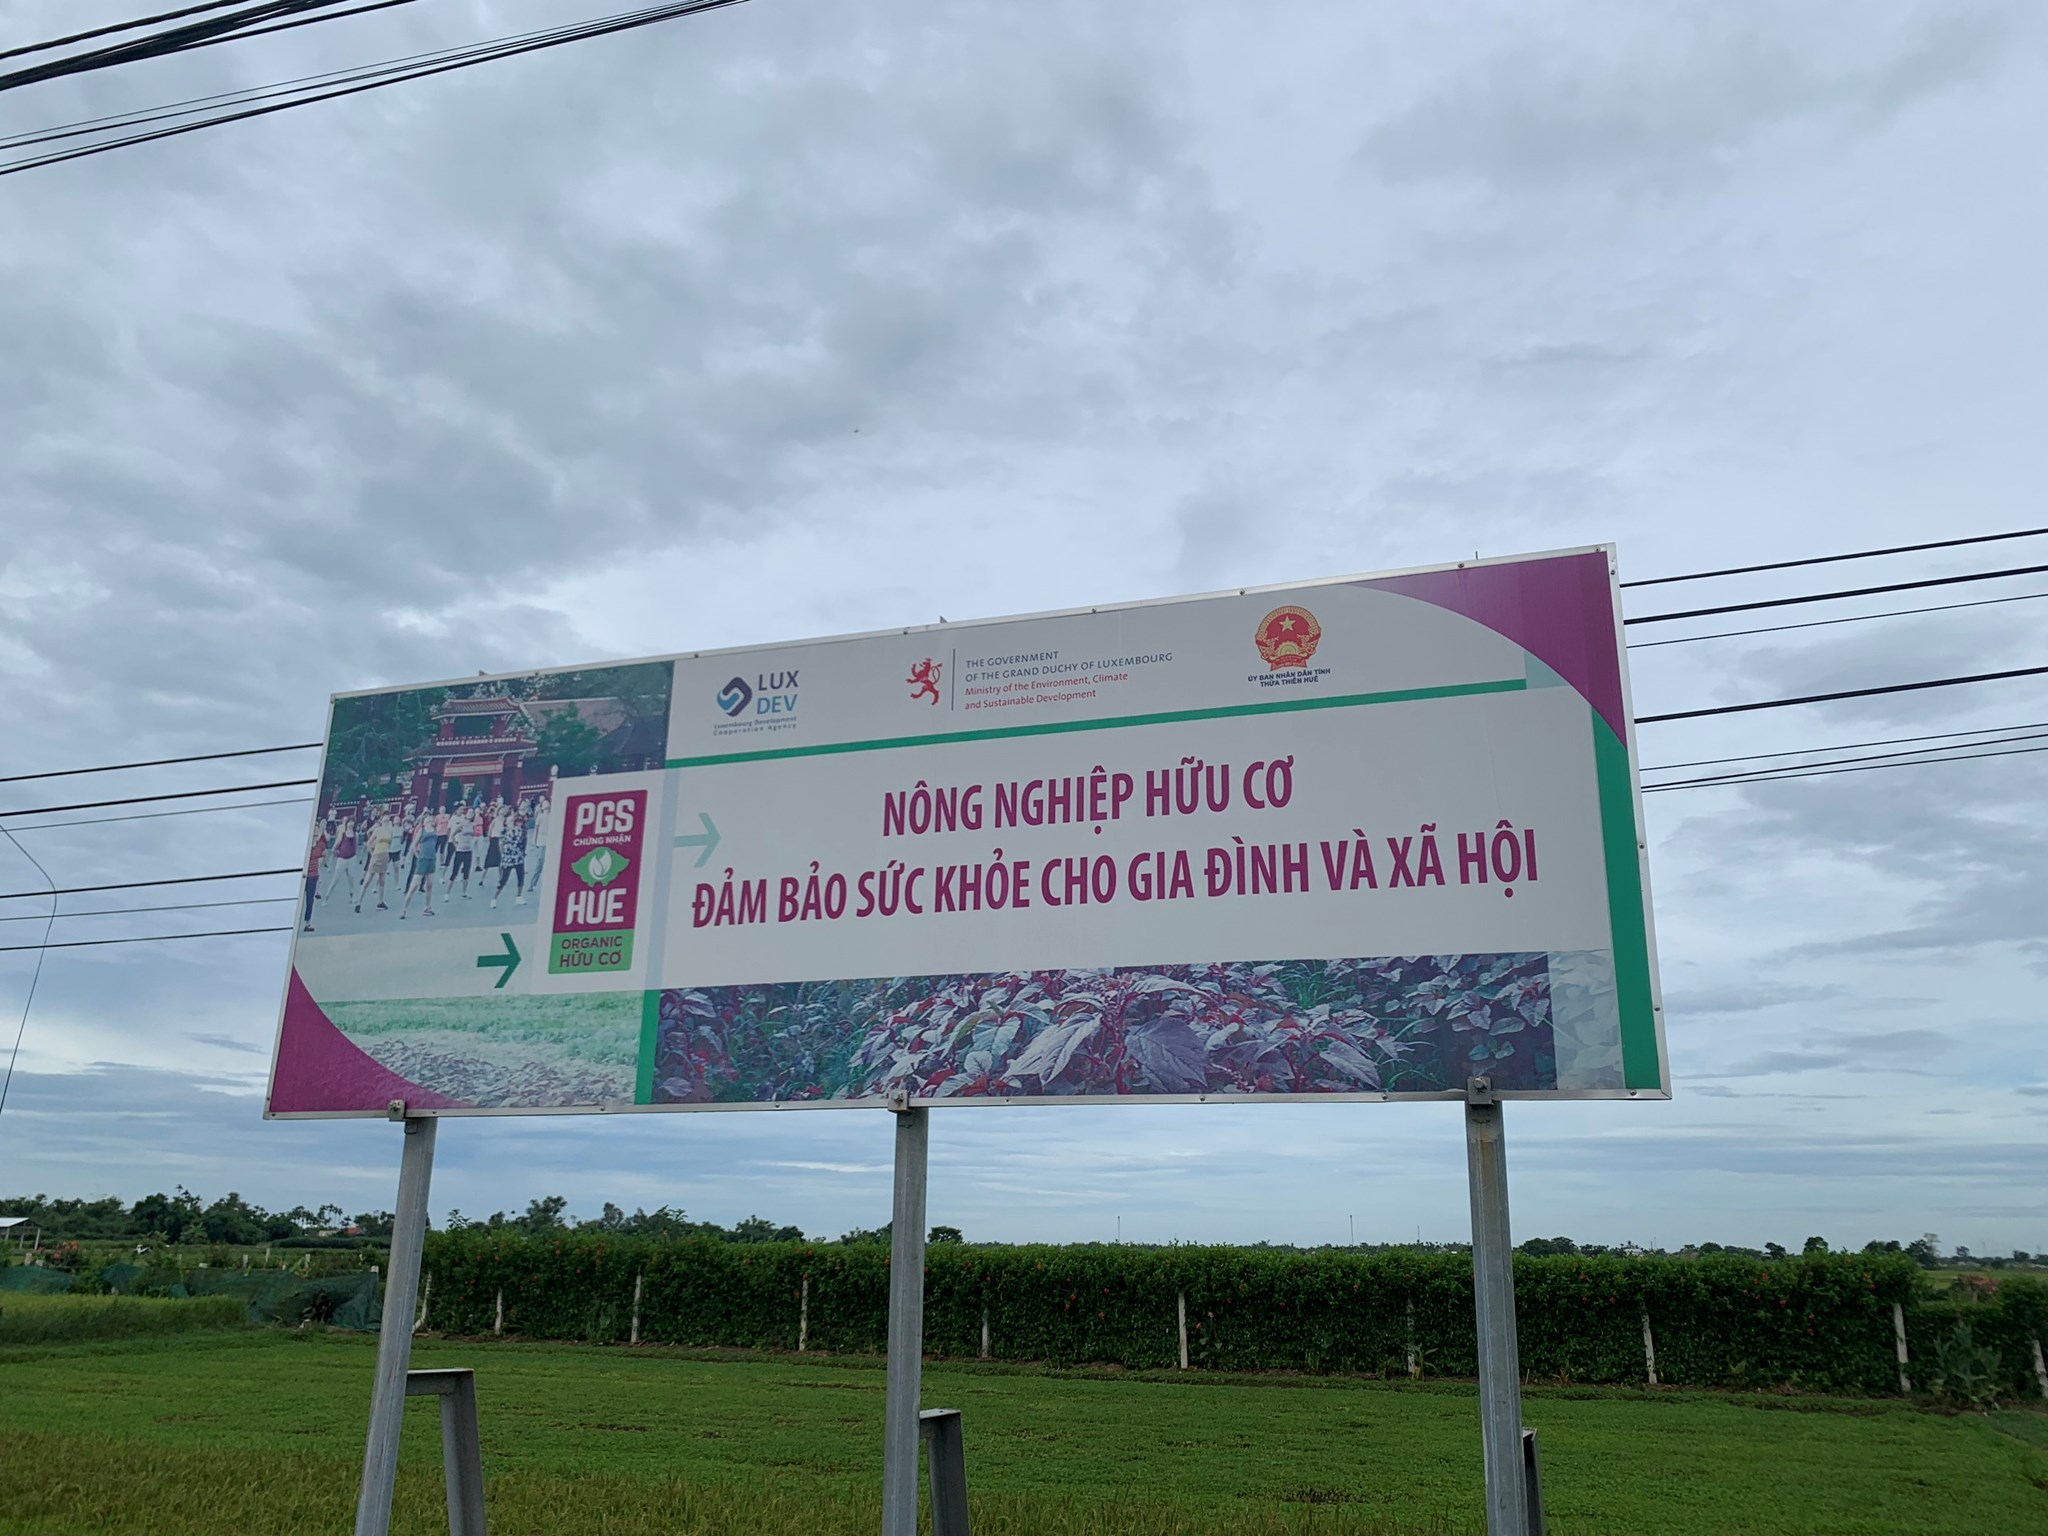 LUX
DEV
Luxembourg Development
Cooperation Agency
THE GOVERNMENT
OF THE GRAND DUCHY OF LUXEMBOURG
Ministry of the Environment, Climate
and Sustainable Development
ỦY BAN NHÂN DÂN TỈNH
THỪA THIÊN HUẾ
PGS
CHỨNG NHẬN
HUE
ORGANIC
HỮU CƠ
NÔNG NGHIỆP HỮU CƠ
ĐẢM BẢO SỨC KHỎE CHO GIA ĐÌNH VÀ XÃ HỘI